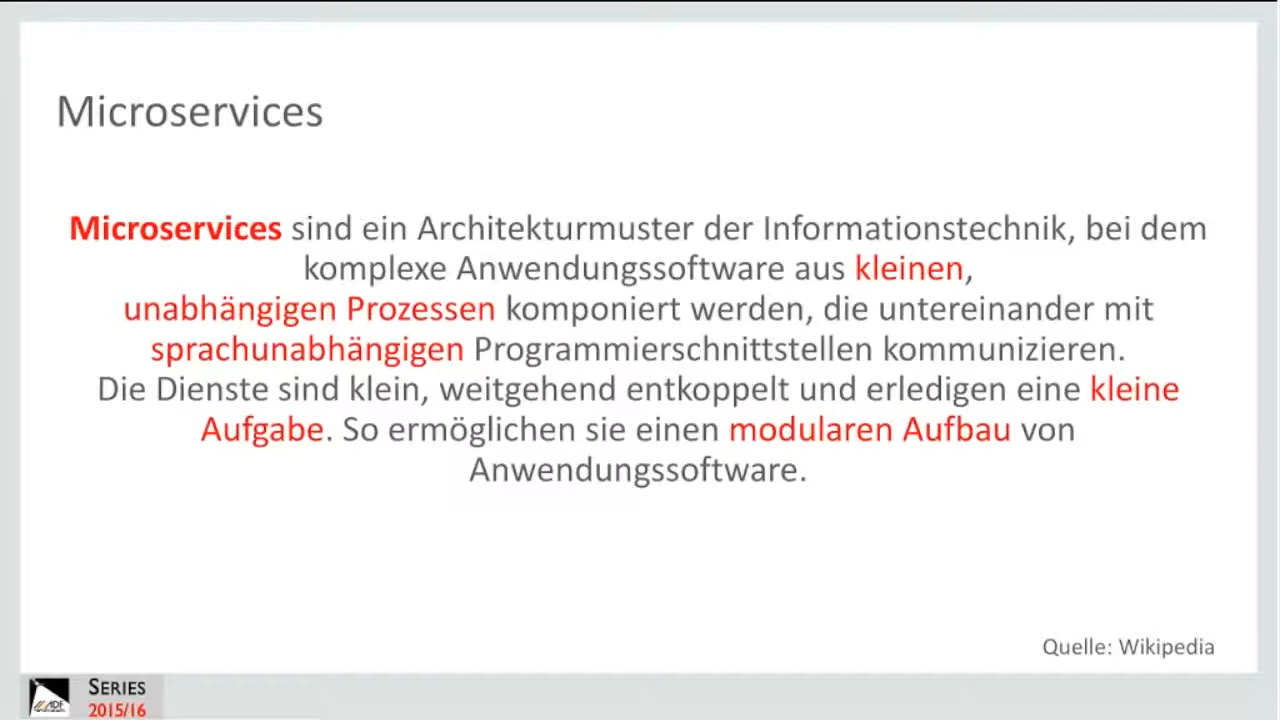 Microservices
Microservices sind ein Architekturmuster der Informationstechnik, bei dem
komplexe Anwendungssoftware aus kleinen,
unabhängigen Prozessen komponiert werden, die untereinander mit
sprachunabhängigen Programmierschnittstellen kommunizieren.
Die Dienste sind klein, weitgehend entkoppelt und erledigen eine kleine
Aufgabe. So ermöglichen sie einen modularen Aufbau von
Anwendungssoftware.
Quelle: Wikipedia
ADF
SERIES
2015/16